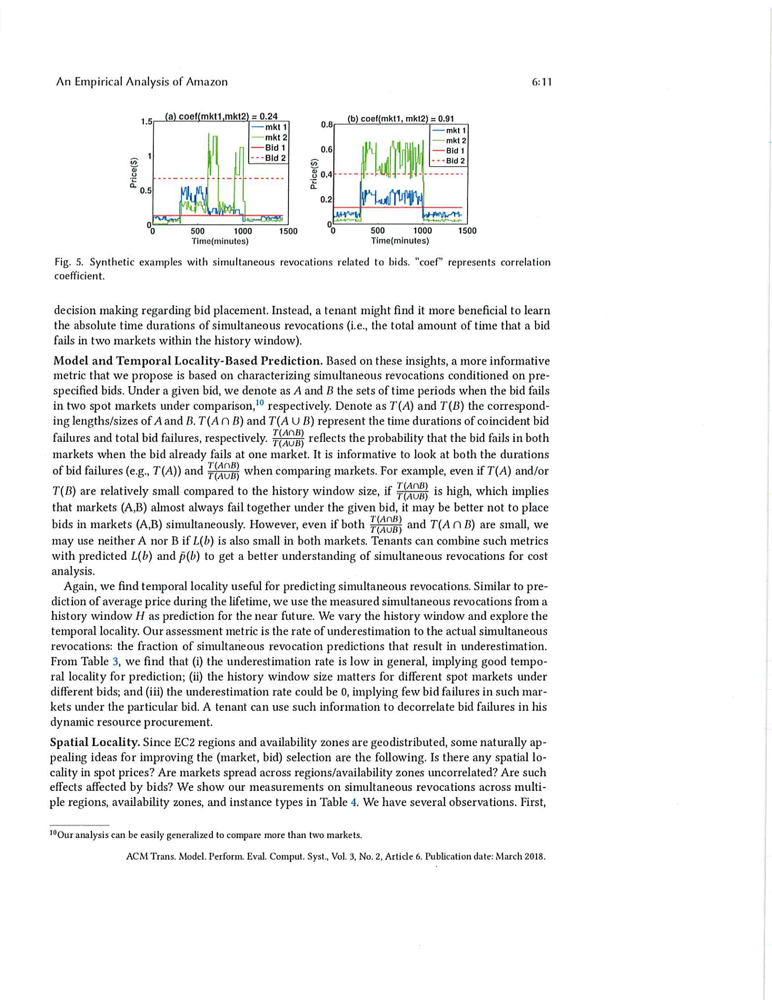 An Empirical Analysis of Amazon 6:11
(a) coef(mkt1,mkt2) = 0.24
1.5
1
0.5
0
Price($)
mkt 1
mkt 2
Bid 1
Bid 2
0 500 1000 1500
Time(minutes)
(b) coef(mkt1, mkt2) = 0.91
0.8
0.6
0.4
0.2
0
Price($)
mkt 1
mkt 2
Bid 1
Bid 2
0 500 1000 1500
Time(minutes)
Fig. 5. Synthetic examples with simultaneous revocations related to bids. “coef” represents correlation
coefficient.
decision making regarding bid placement. Instead, a tenant might find it more beneficial to learn
the absolute time durations of simultaneous revocations (i.e., the total amount of time that a bid
fails in two markets within the history window).
Model and Temporal Locality-Based Prediction. Based on these insights, a more informative
metric that we propose is based on characterizing simultaneous revocations conditioned on pre-
specified bids. Under a given bid, we denote as A and B the sets of time periods when the bid fails
in two spot markets under comparison,¹⁰ respectively. Denote as T(A) and T(B) the correspond-
ing lengths/sizes of A and B. T(A ∩ B) and T(A ∪ B) represent the time durations of coincident bid
failures and total bid failures, respectively. T(A∩B)/T(A∪B) reflects the probability that the bid fails in both
markets when the bid already fails at one market. It is informative to look at both the durations
of bid failures (e.g., T(A)) and T(A∩B)/T(A∪B) when comparing markets. For example, even if T(A) and/or
T(B) are relatively small compared to the history window size, if T(A∩B)/T(A∪B) is high, which implies
that markets (A,B) almost always fail together under the given bid, it may be better not to place
bids in markets (A,B) simultaneously. However, even if both T(A∩B)/T(A∪B) and T(A ∩ B) are small, we
may use neither A nor B if L(b) is also small in both markets. Tenants can combine such metrics
with predicted L(b) and p̄(b) to get a better understanding of simultaneous revocations for cost
analysis.
Again, we find temporal locality useful for predicting simultaneous revocations. Similar to pre-
diction of average price during the lifetime, we use the measured simultaneous revocations from a
history window H as prediction for the near future. We vary the history window and explore the
temporal locality. Our assessment metric is the rate of underestimation to the actual simultaneous
revocations: the fraction of simultaneous revocation predictions that result in underestimation.
From Table 3, we find that (i) the underestimation rate is low in general, implying good tempo-
ral locality for prediction; (ii) the history window size matters for different spot markets under
different bids; and (iii) the underestimation rate could be 0, implying few bid failures in such mar-
kets under the particular bid. A tenant can use such information to decorrelate bid failures in his
dynamic resource procurement.
Spatial Locality. Since EC2 regions and availability zones are geodistributed, some naturally ap-
pealing ideas for improving the (market, bid) selection are the following. Is there any spatial lo-
cality in spot prices? Are markets spread across regions/availability zones uncorrelated? Are such
effects affected by bids? We show our measurements on simultaneous revocations across multi-
ple regions, availability zones, and instance types in Table 4. We have several observations. First,
¹⁰Our analysis can be easily generalized to compare more than two markets.
ACM Trans. Model. Perform. Eval. Comput. Syst., Vol. 3, No. 2, Article 6. Publication date: March 2018.